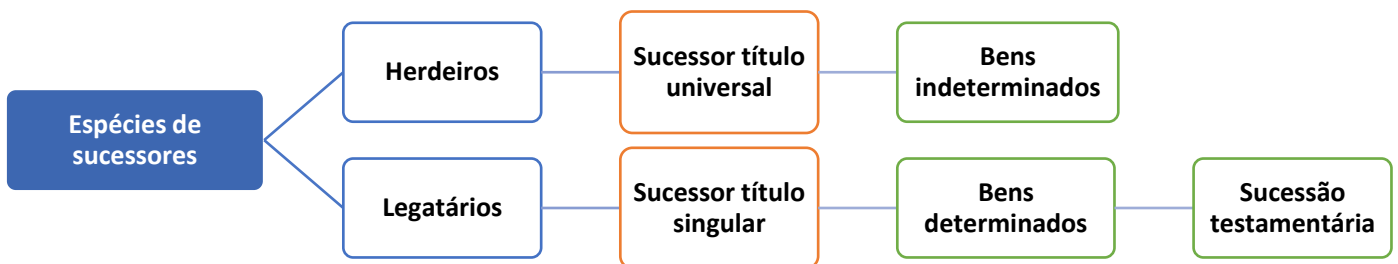 Espécies de
sucessores
Herdeiros
Sucessor título
universal
Bens
indeterminados
Legatários
Sucessor título
singular
Bens
determinados
Sucessão
testamentária